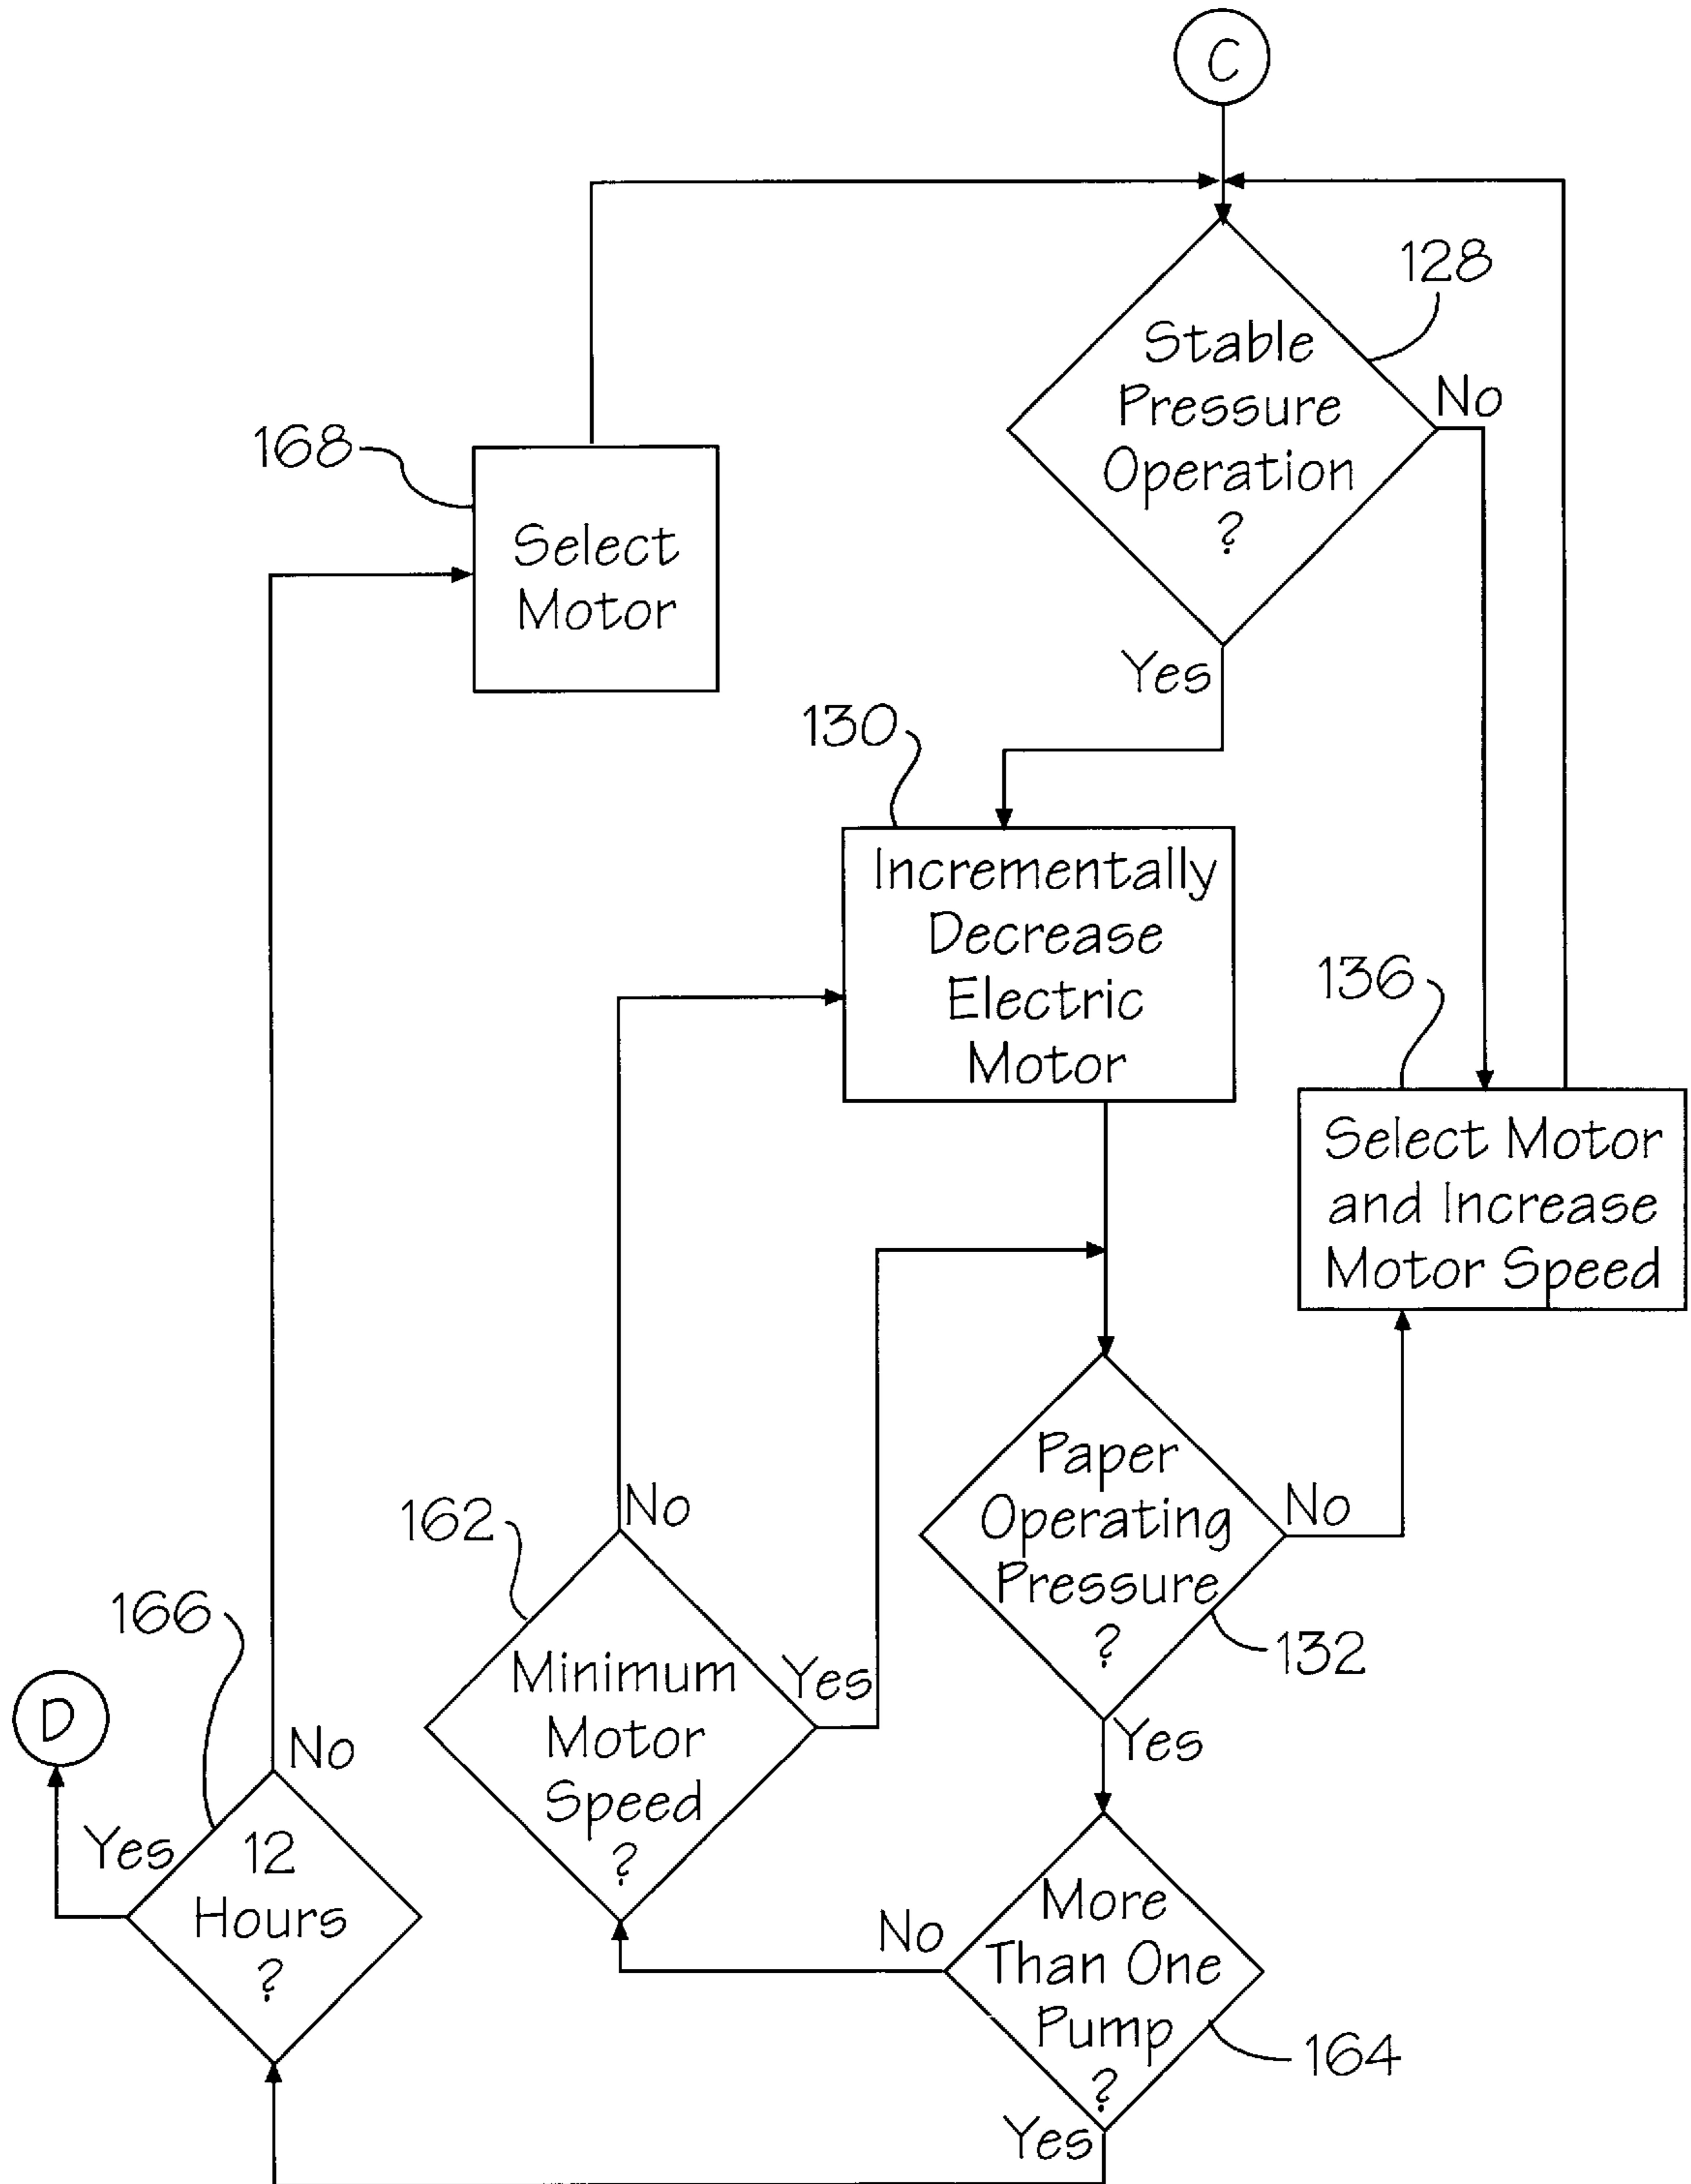 C
128
Stable
Pressure
Operation
?
No
Yes
168
Select
Motor
130
Incrementally
Decrease
Electric
Motor
136
Select Motor
and Increase
Motor Speed
Paper
Operating
Pressure
?
No
132
Yes
162
No
Minimum
Motor
Speed
?
Yes
166
D
No
Yes
12
Hours
?
No
More
Than One
Pump
?
164
Yes